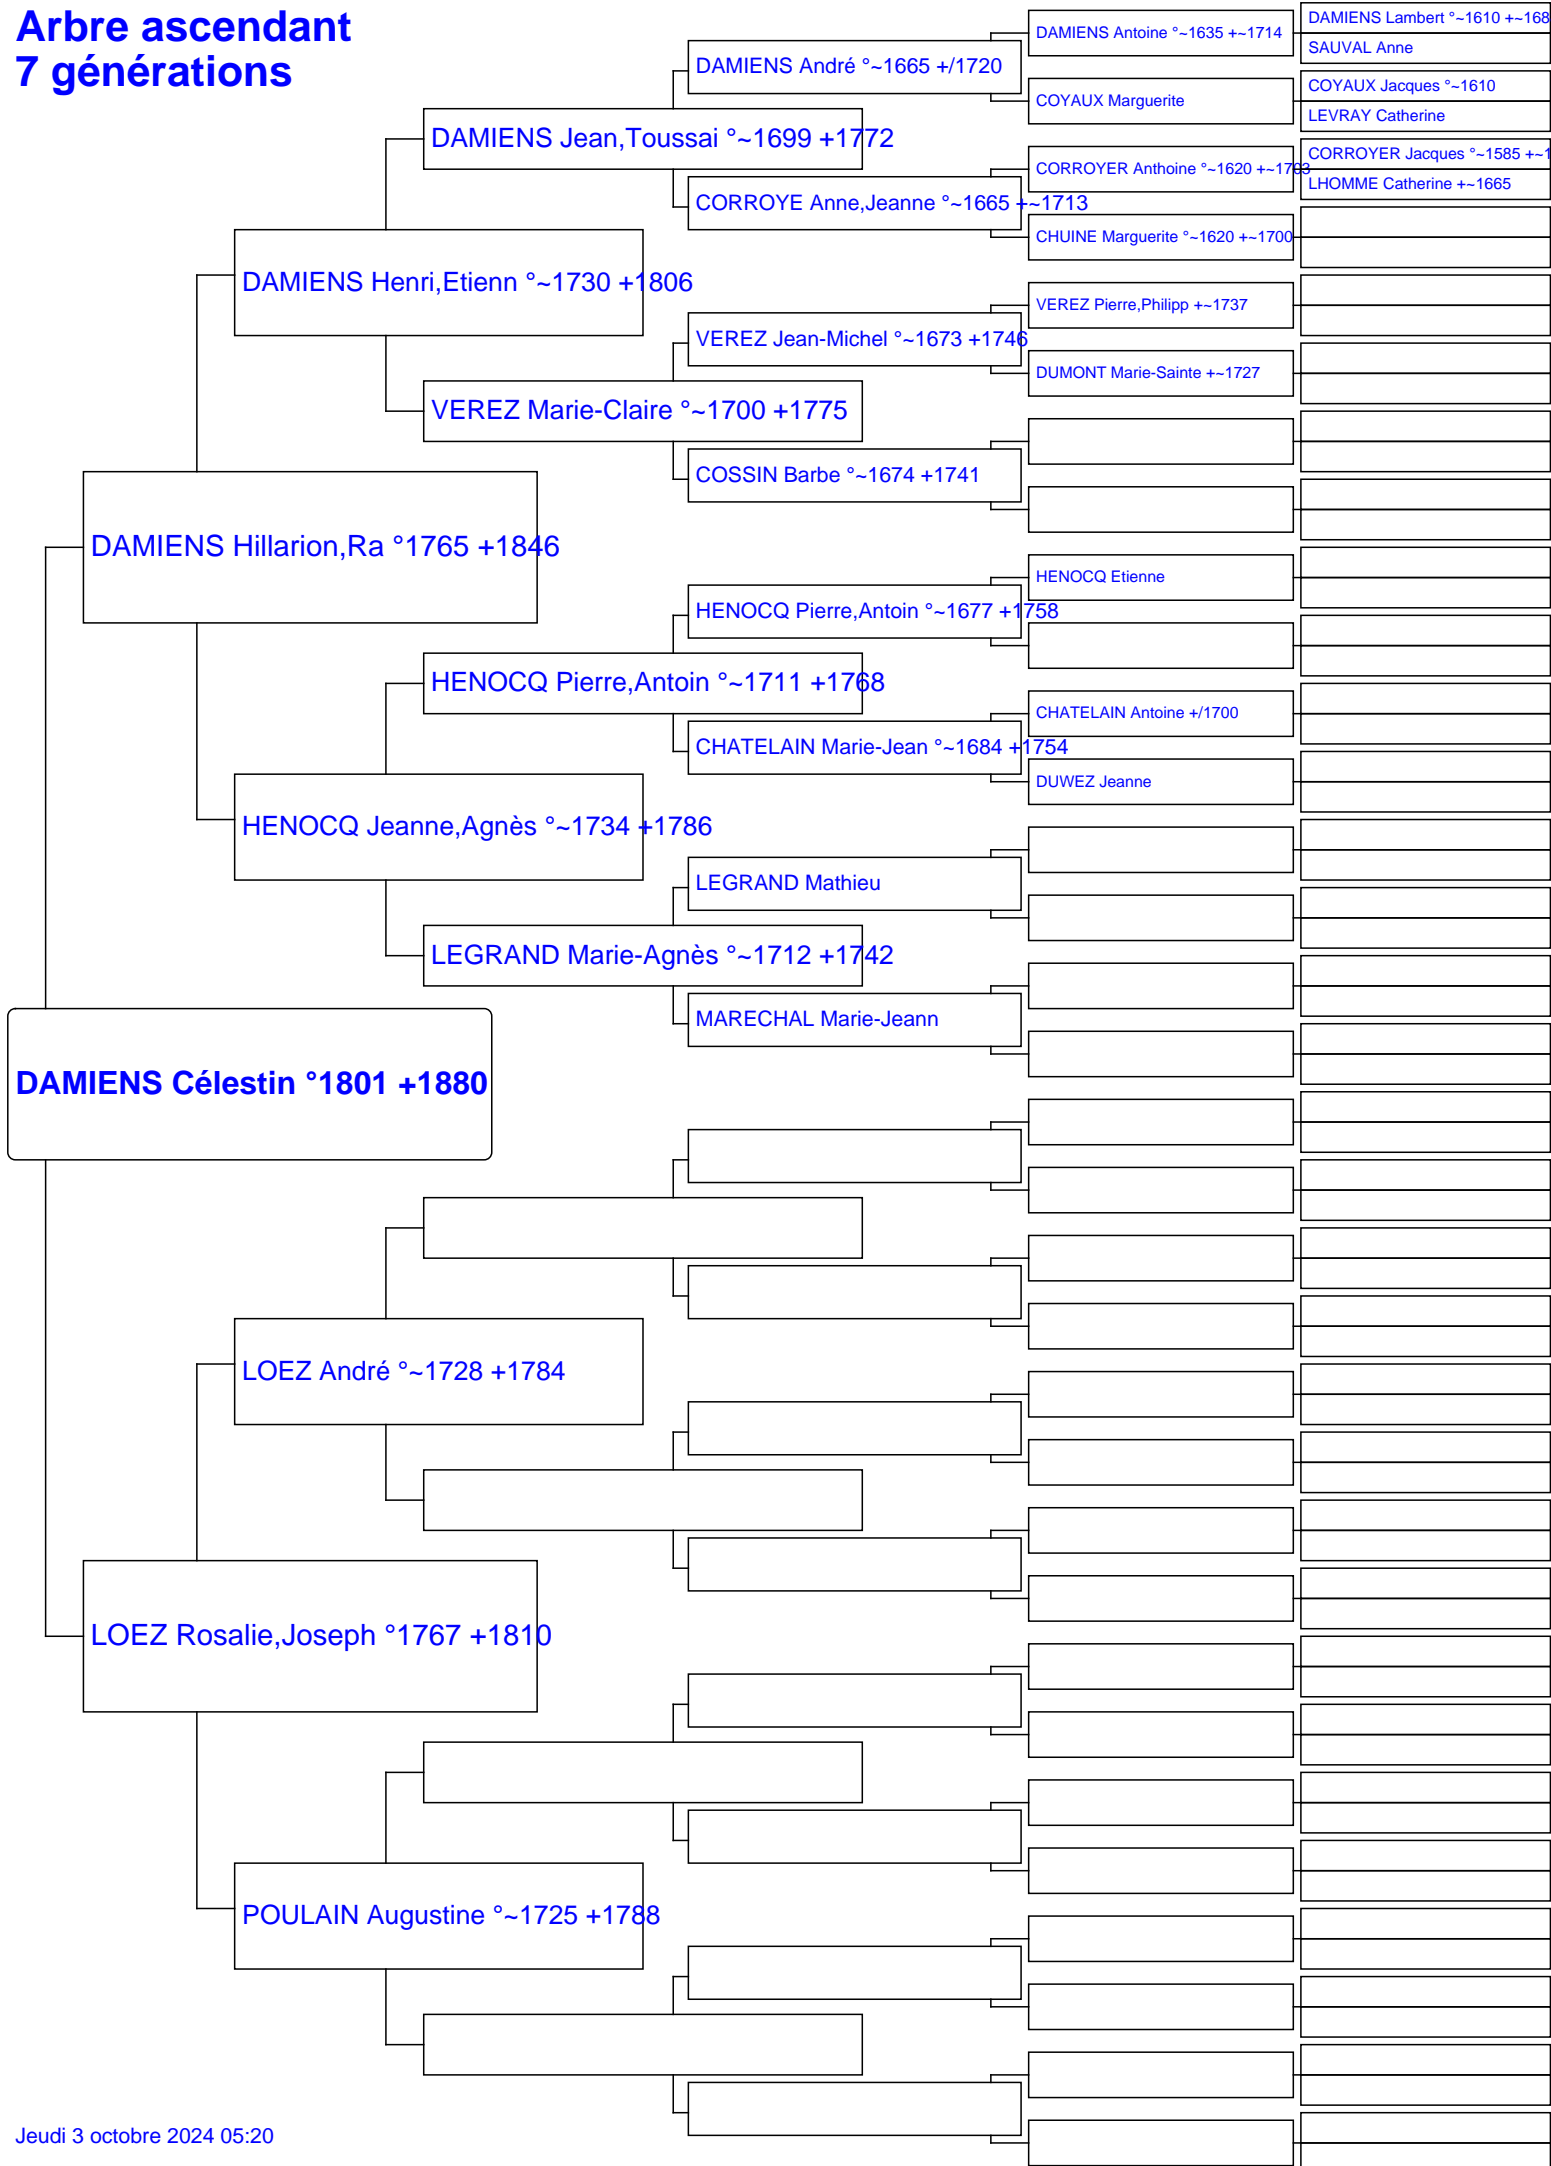 Arbre ascendant
7 générations
DAMIENS Lambert °~1610 +~168
DAMIENS Antoine °~1635 +~1714
SAUVAL Anne
DAMIENS André °~1665 +/1720
COYAUX Jacques °~1610
COYAUX Marguerite
LEVRAY Catherine
DAMIENS Jean,Toussai °~1699 +1772
CORROYER Jacques °~1585 +~1
CORROYER Anthoine °~1620 +~1703
LHOMME Catherine +~1665
CORROYE Anne,Jeanne °~1665 +~1713
CHUINE Marguerite °~1620 +~1700
DAMIENS Henri,Etienn °~1730 +1806
VEREZ Pierre,Philipp +~1737
VEREZ Jean-Michel °~1673 +1746
DUMONT Marie-Sainte +~1727
VEREZ Marie-Claire °~1700 +1775
COSSIN Barbe °~1674 +1741
DAMIENS Hillarion,Ra °1765 +1846
HENOCQ Etienne
HENOCQ Pierre,Antoin °~1677 +1758
HENOCQ Pierre,Antoin °~1711 +1768
CHATELAIN Antoine +/1700
CHATELAIN Marie-Jean °~1684 +1754
DUWEZ Jeanne
HENOCQ Jeanne,Agnès °~1734 +1786
LEGRAND Mathieu
LEGRAND Marie-Agnès °~1712 +1742
MARECHAL Marie-Jeann
DAMIENS Célestin °1801 +1880
LOEZ André °~1728 +1784
LOEZ Rosalie,Joseph °1767 +1810
POULAIN Augustine °~1725 +1788
Jeudi 3 octobre 2024 05:20